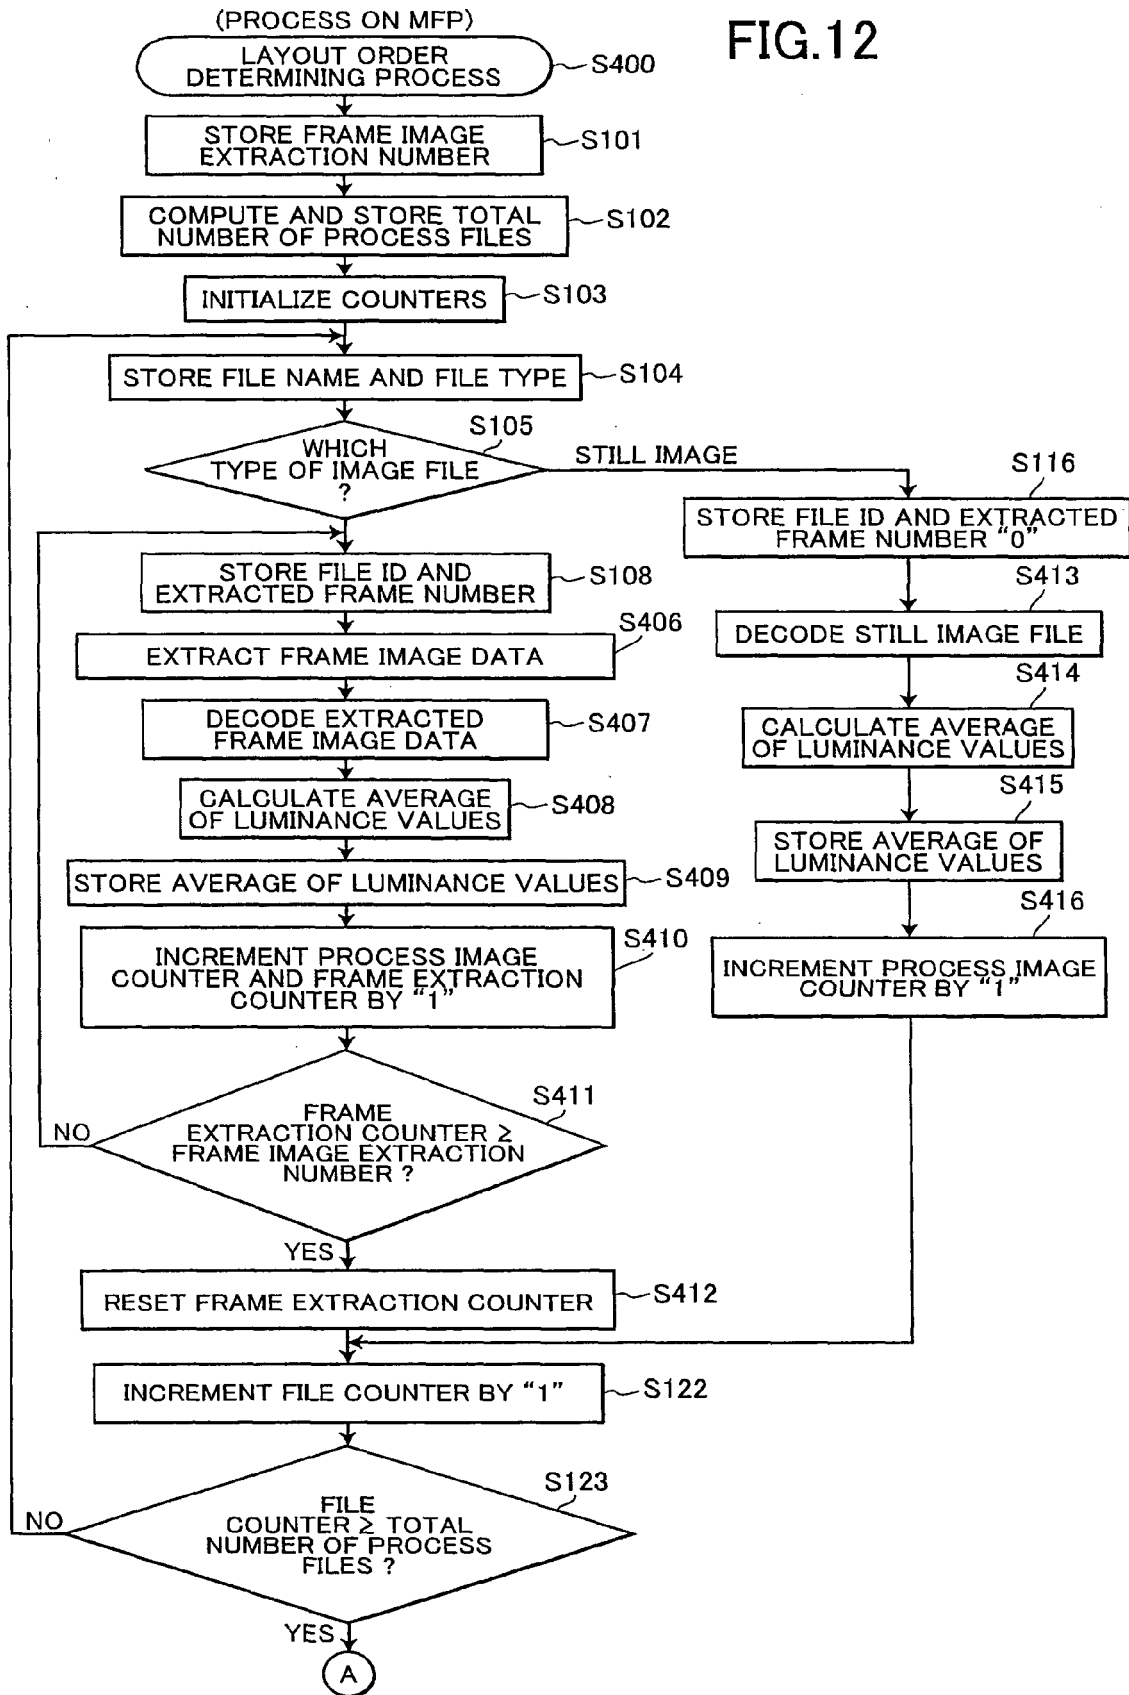 (PROCESS ON MFP)
FIG.12
LAYOUT ORDER
DETERMINING PROCESS
S400
STORE FRAME IMAGE
EXTRACTION NUMBER
S101
COMPUTE AND STORE TOTAL
NUMBER OF PROCESS FILES
S102
INITIALIZE COUNTERS
S103
STORE FILE NAME AND FILE TYPE
S104
S105
WHICH
TYPE OF IMAGE FILE
?
STILL IMAGE
S116
STORE FILE ID AND EXTRACTED
FRAME NUMBER “0”
STORE FILE ID AND
EXTRACTED FRAME NUMBER
S108
S413
DECODE STILL IMAGE FILE
S406
EXTRACT FRAME IMAGE DATA
S414
CALCULATE AVERAGE
OF LUMINANCE VALUES
DECODE EXTRACTED
FRAME IMAGE DATA
S407
CALCULATE AVERAGE
OF LUMINANCE VALUES
S408
S415
STORE AVERAGE OF
LUMINANCE VALUES
STORE AVERAGE OF LUMINANCE VALUES
S409
S416
INCREMENT PROCESS IMAGE
COUNTER BY “1”
S410
INCREMENT PROCESS IMAGE
COUNTER AND FRAME EXTRACTION
COUNTER BY “1”
S411
FRAME
EXTRACTION COUNTER ≥
FRAME IMAGE EXTRACTION
NUMBER ?
NO
YES
RESET FRAME EXTRACTION COUNTER
S412
INCREMENT FILE COUNTER BY “1”
S122
S123
FILE
COUNTER ≥ TOTAL
NUMBER OF PROCESS
FILES ?
NO
YES
A